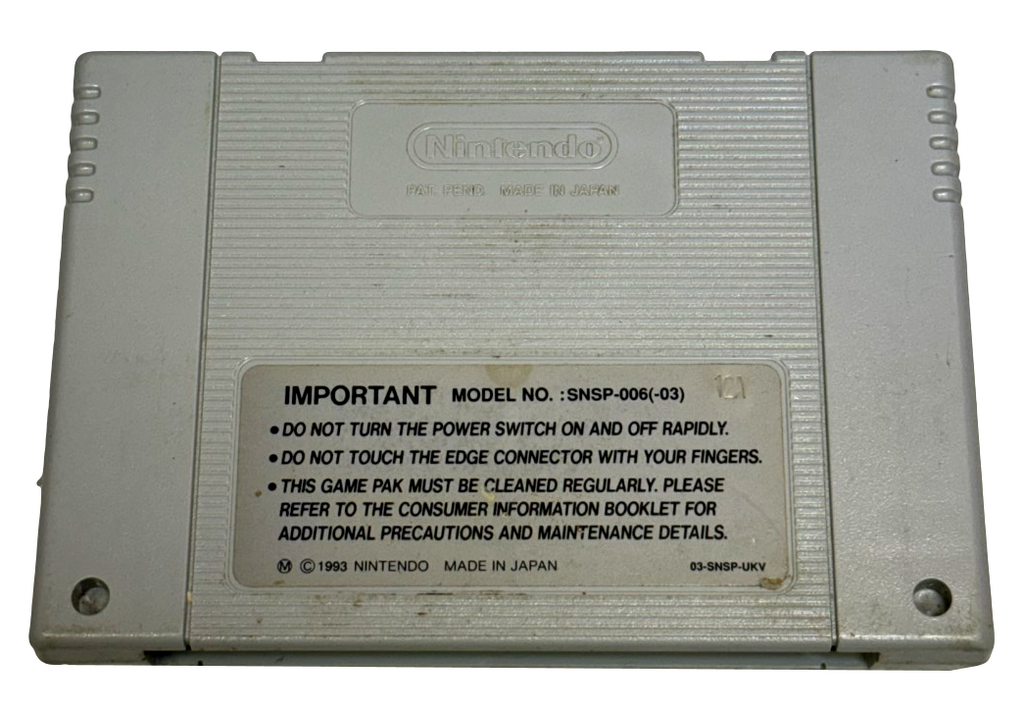 Nintendo
PAT. PEND. MADE IN JAPAN
IMPORTANT MODEL NO. : SNSP-006(-03)
• DO NOT TURN THE POWER SWITCH ON AND OFF RAPIDLY.
• DO NOT TOUCH THE EDGE CONNECTOR WITH YOUR FINGERS.
• THIS GAME PAK MUST BE CLEANED REGULARLY. PLEASE
REFER TO THE CONSUMER INFORMATION BOOKLET FOR
ADDITIONAL PRECAUTIONS AND MAINTENANCE DETAILS.
Ⓜ ©1993 NINTENDO MADE IN JAPAN 03-SNSP-UKV